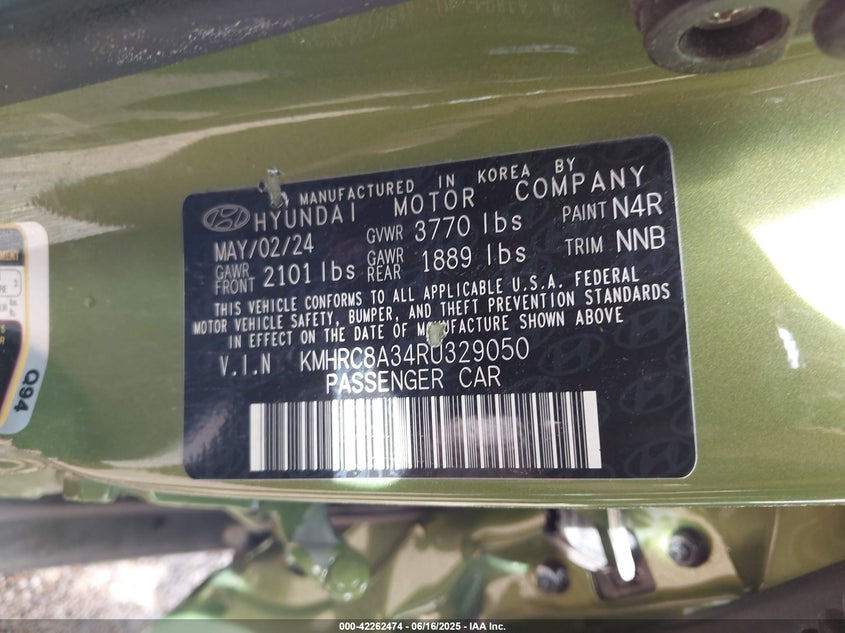 MANUFACTURED IN KOREA BY
HYUNDAI MOTOR COMPANY
MAY/02/24 GVWR 3770 lbs PAINT N4R
GAWR FRONT 2101 lbs GAWR REAR 1889 lbs TRIM NNB
THIS VEHICLE CONFORMS TO ALL APPLICABLE U.S.A. FEDERAL
MOTOR VEHICLE SAFETY, BUMPER, AND THEFT PREVENTION STANDARDS
IN EFFECT ON THE DATE OF MANUFACTURE SHOWN ABOVE
V.I.N KMHRC8A34RU329050
PASSENGER CAR
Q94
000-42262474 - 06/16/2025 - IAA Inc.